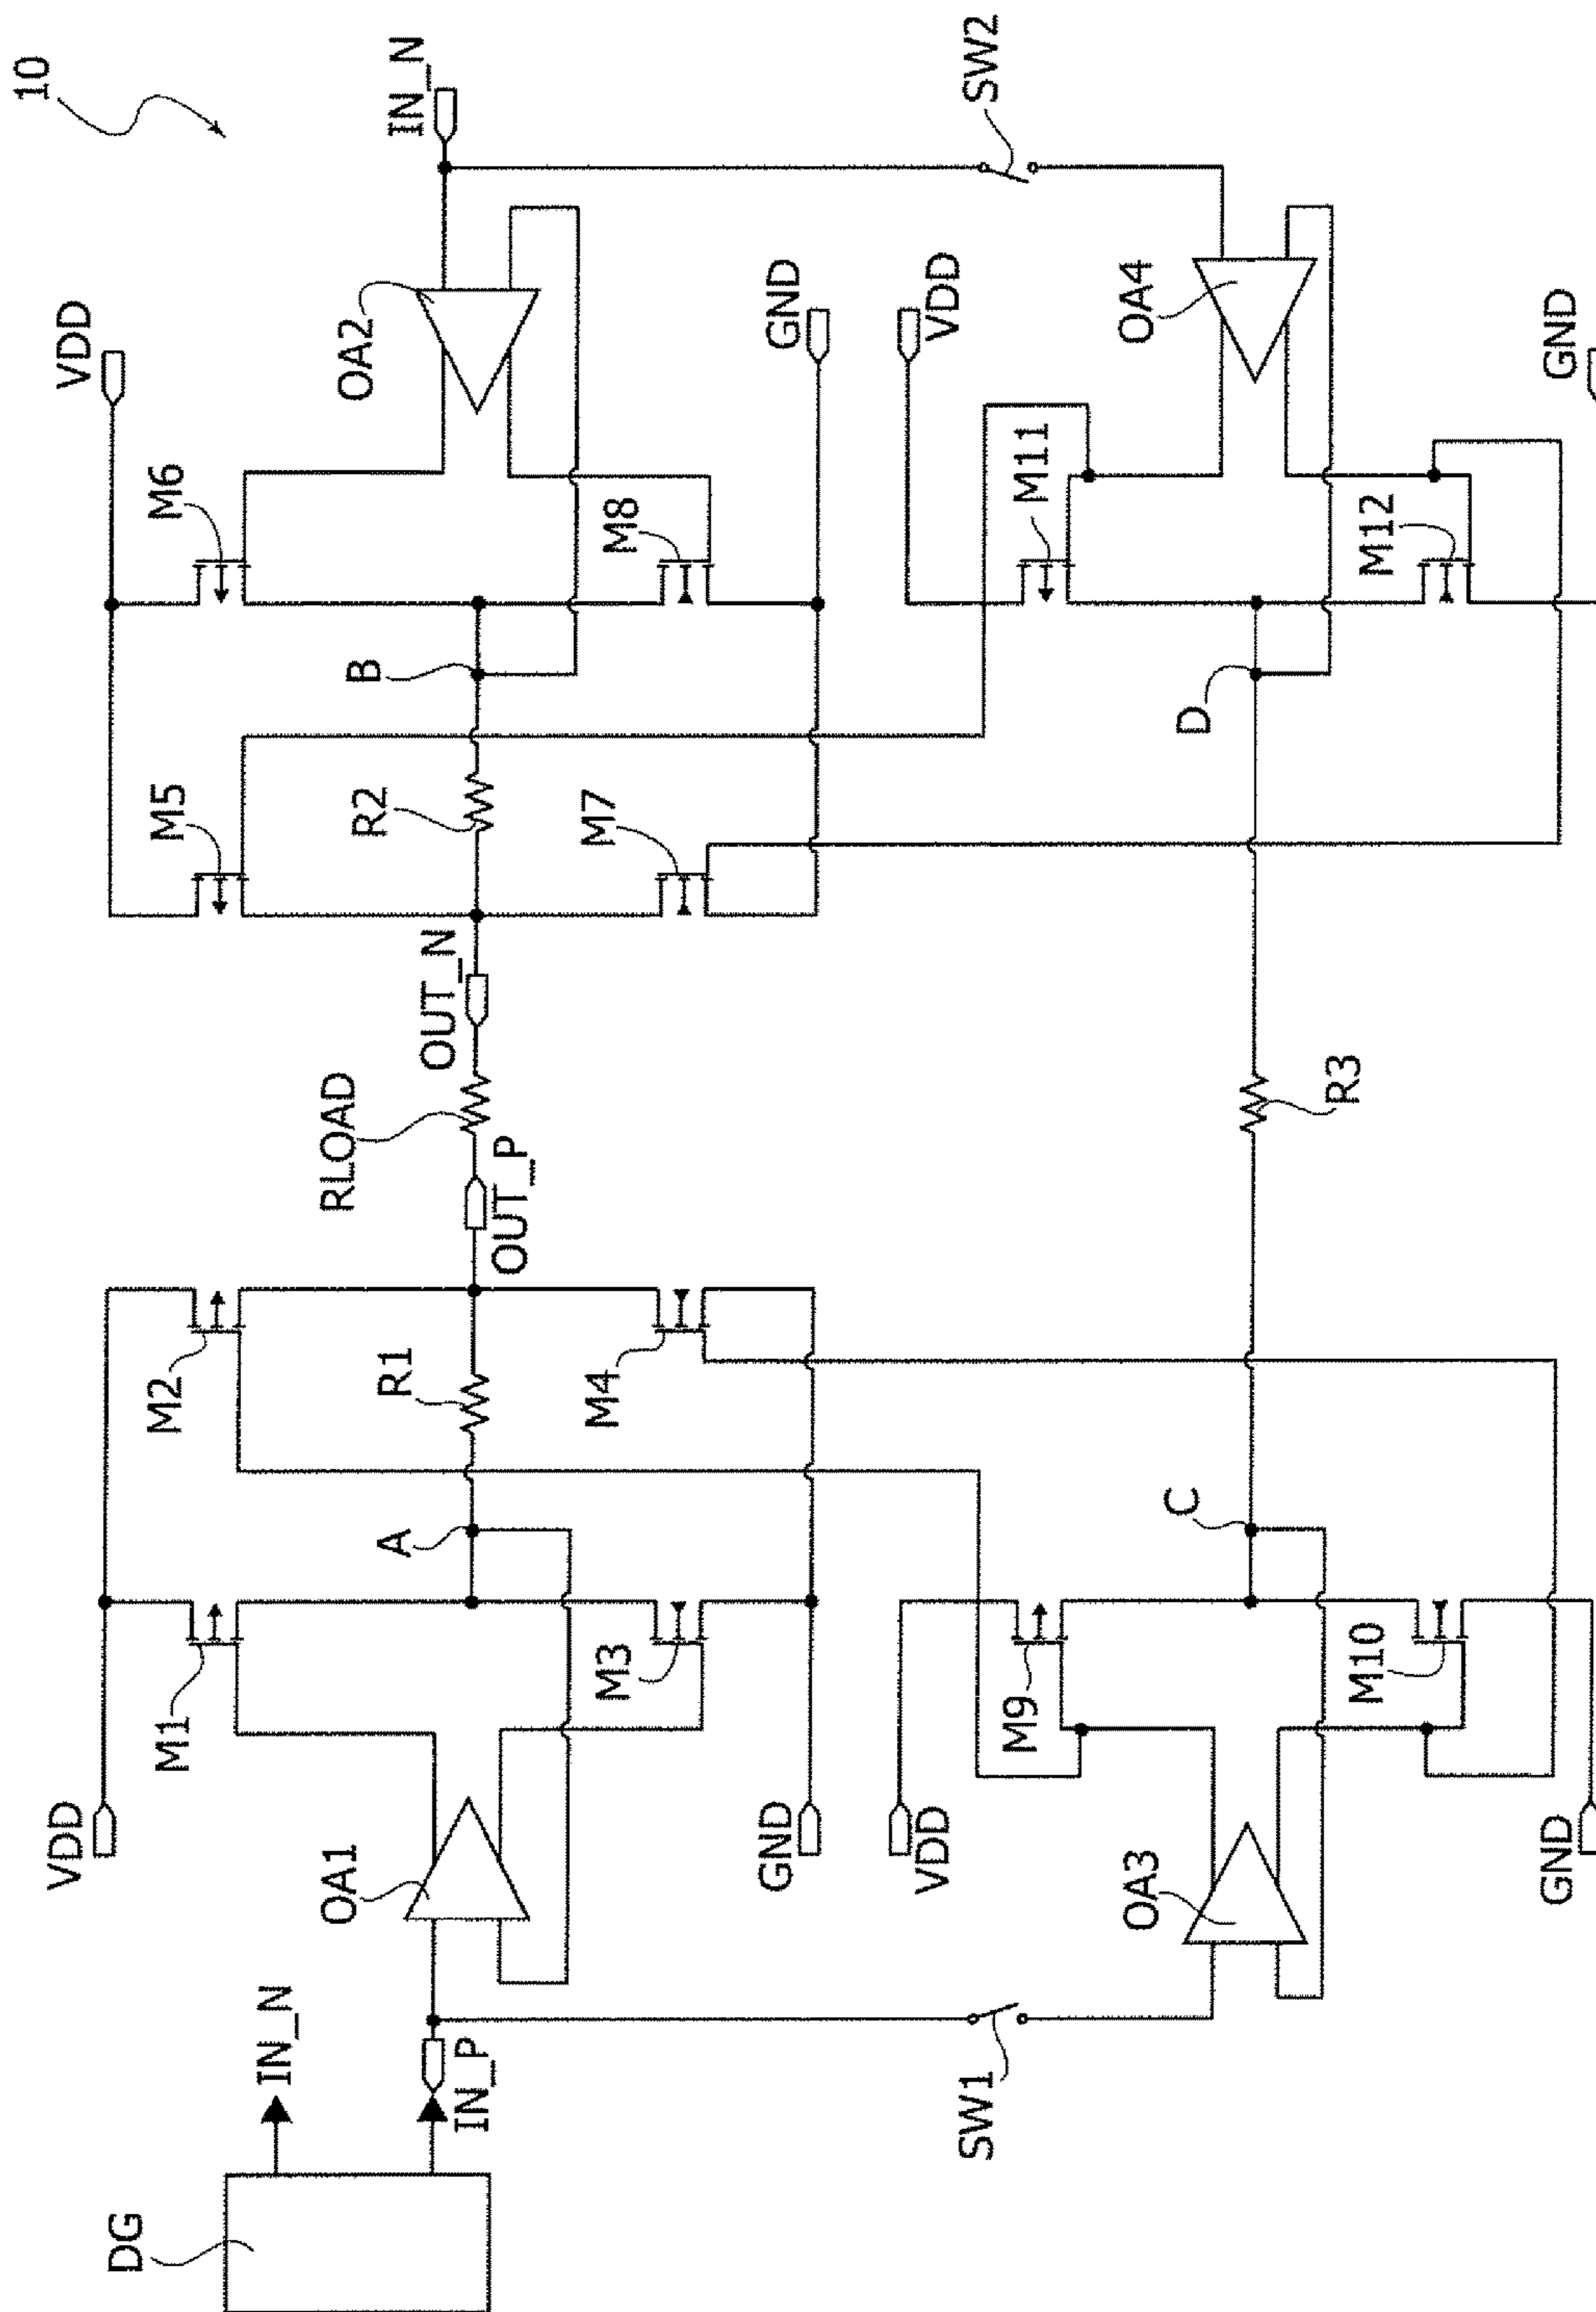 10
VDD
M1
M2
M5
M6
VDD
DG
IN_N
IN_P
OA1
A
R1
OUT_P
RLOAD
OUT_N
R2
B
OA2
IN_N
M3
M4
M7
M8
GND
GND
SW1
SW2
VDD
M9
M11
VDD
OA3
C
R3
D
OA4
M10
M12
GND
GND